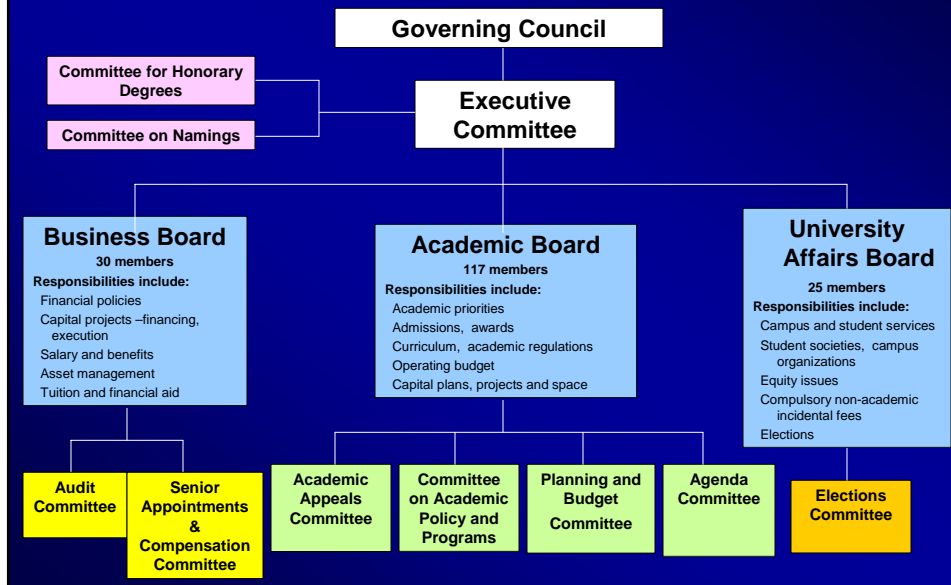 Governing Council
Committee for Honorary
Degrees
Committee on Namings
Executive
Committee
Business Board
30 members
Responsibilities include:
Financial policies
Capital projects –financing,
execution
Salary and benefits
Asset management
Tuition and financial aid
Academic Board
117 members
Responsibilities include:
Academic priorities
Admissions, awards
Curriculum, academic regulations
Operating budget
Capital plans, projects and space
University
Affairs Board
25 members
Responsibilities include:
Campus and student services
Student societies, campus
organizations
Equity issues
Compulsory non-academic
incidental fees
Elections
Audit
Committee
Senior
Appointments
&
Compensation
Committee
Academic
Appeals
Committee
Committee
on Academic
Policy and
Programs
Planning and
Budget
Committee
Agenda
Committee
Elections
Committee